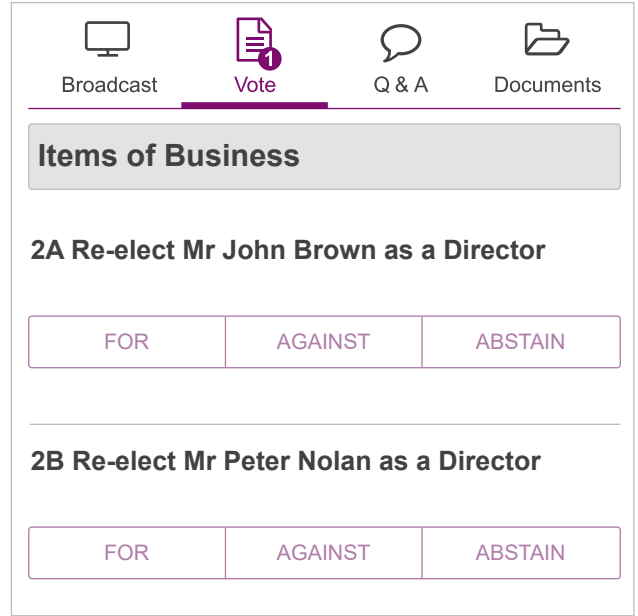 1
Broadcast Vote Q & A Documents
Items of Business
2A Re-elect Mr John Brown as a Director
FOR AGAINST ABSTAIN
2B Re-elect Mr Peter Nolan as a Director
FOR AGAINST ABSTAIN